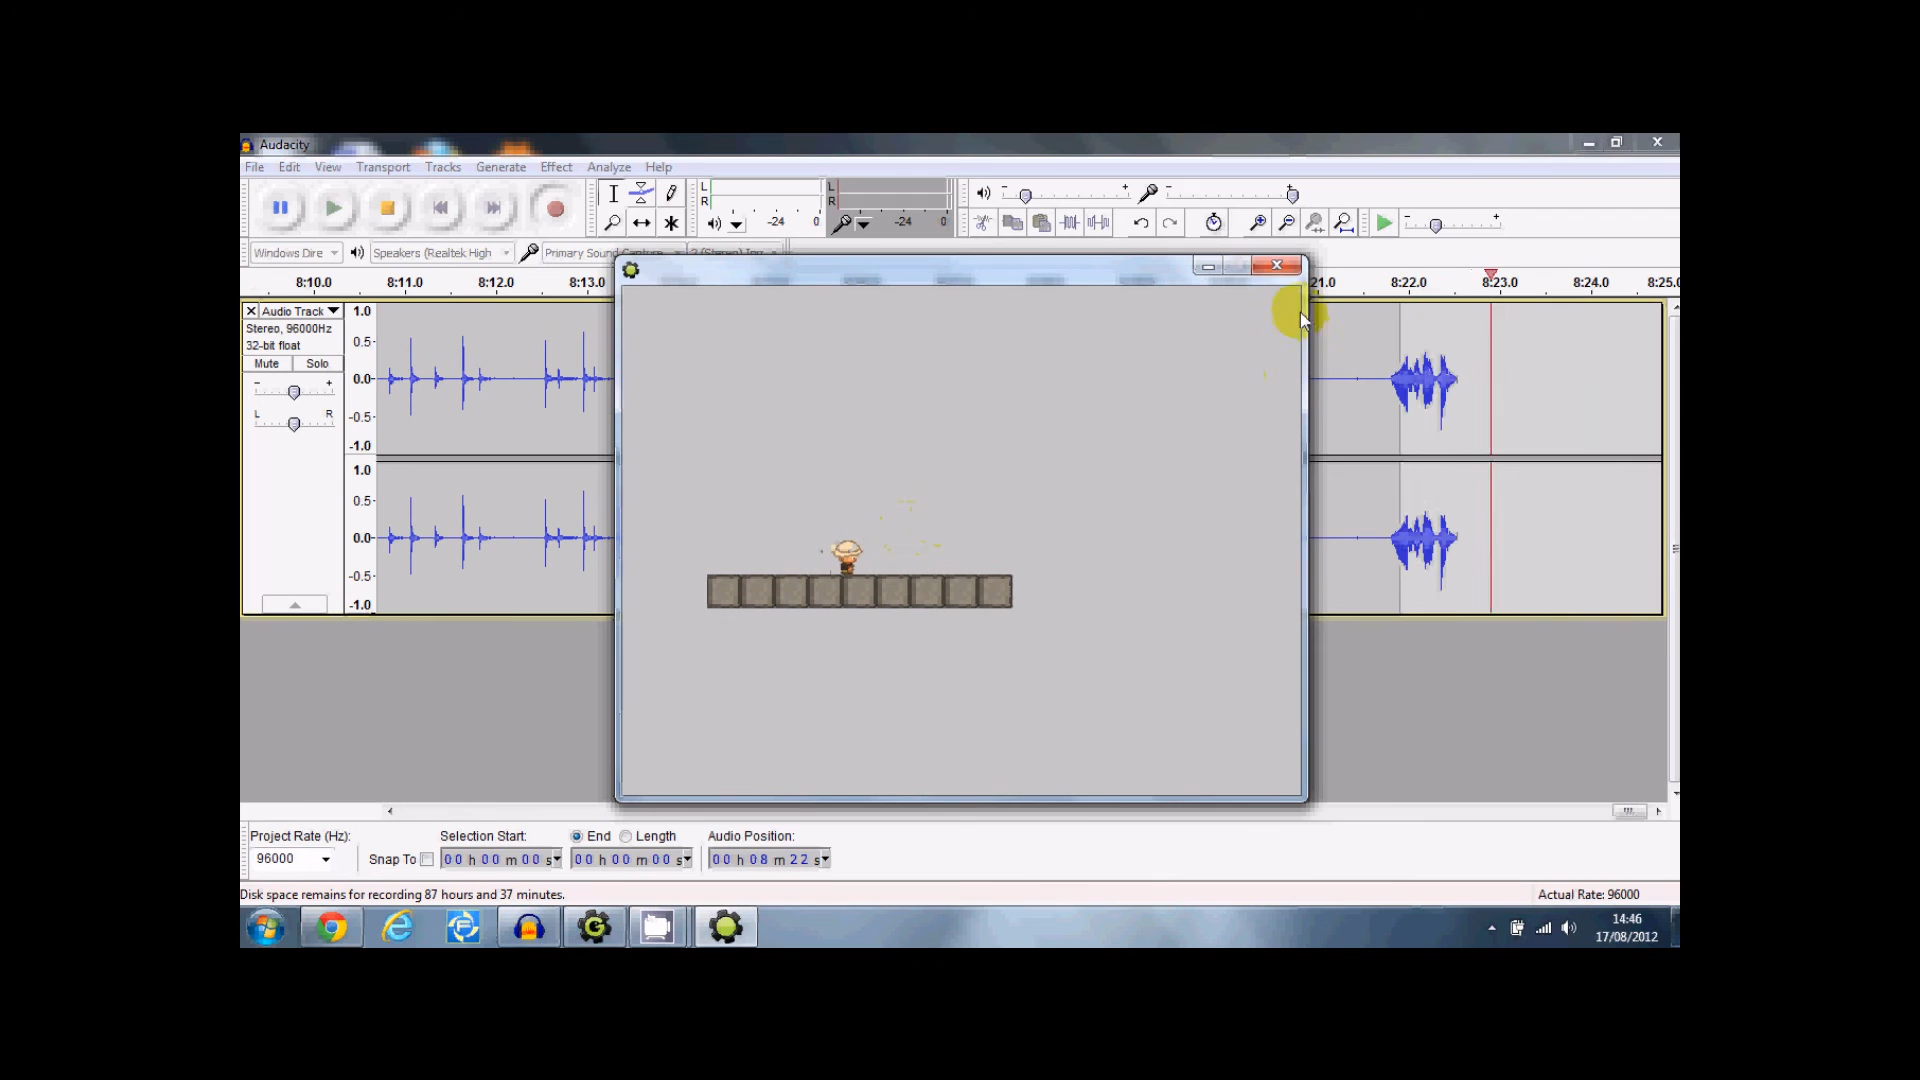 Audacity
File Edit View Transport Tracks Generate Effect Analyze Help
L
R
-24 0
L
R
-24 0
Windows Dire Speakers (Realtek High Primary Sound Capture 2 (Stereo) Inp
8:10.0 8:11.0 8:12.0 8:13.0 21.0 8:22.0 8:23.0 8:24.0 8:25.0
Audio Track
Stereo, 96000Hz
32-bit float
Mute Solo
- +
L R
1.0
0.5-
0.0-
-0.5-
-1.0
1.0
0.5-
0.0-
-0.5-
-1.0
Project Rate (Hz): Selection Start: End Length Audio Position:
96000 Snap To 00 h 00 m 00 s 00 h 00 m 00 s 00 h 08 m 22 s
Disk space remains for recording 87 hours and 37 minutes. Actual Rate: 96000
14:46
17/08/2012